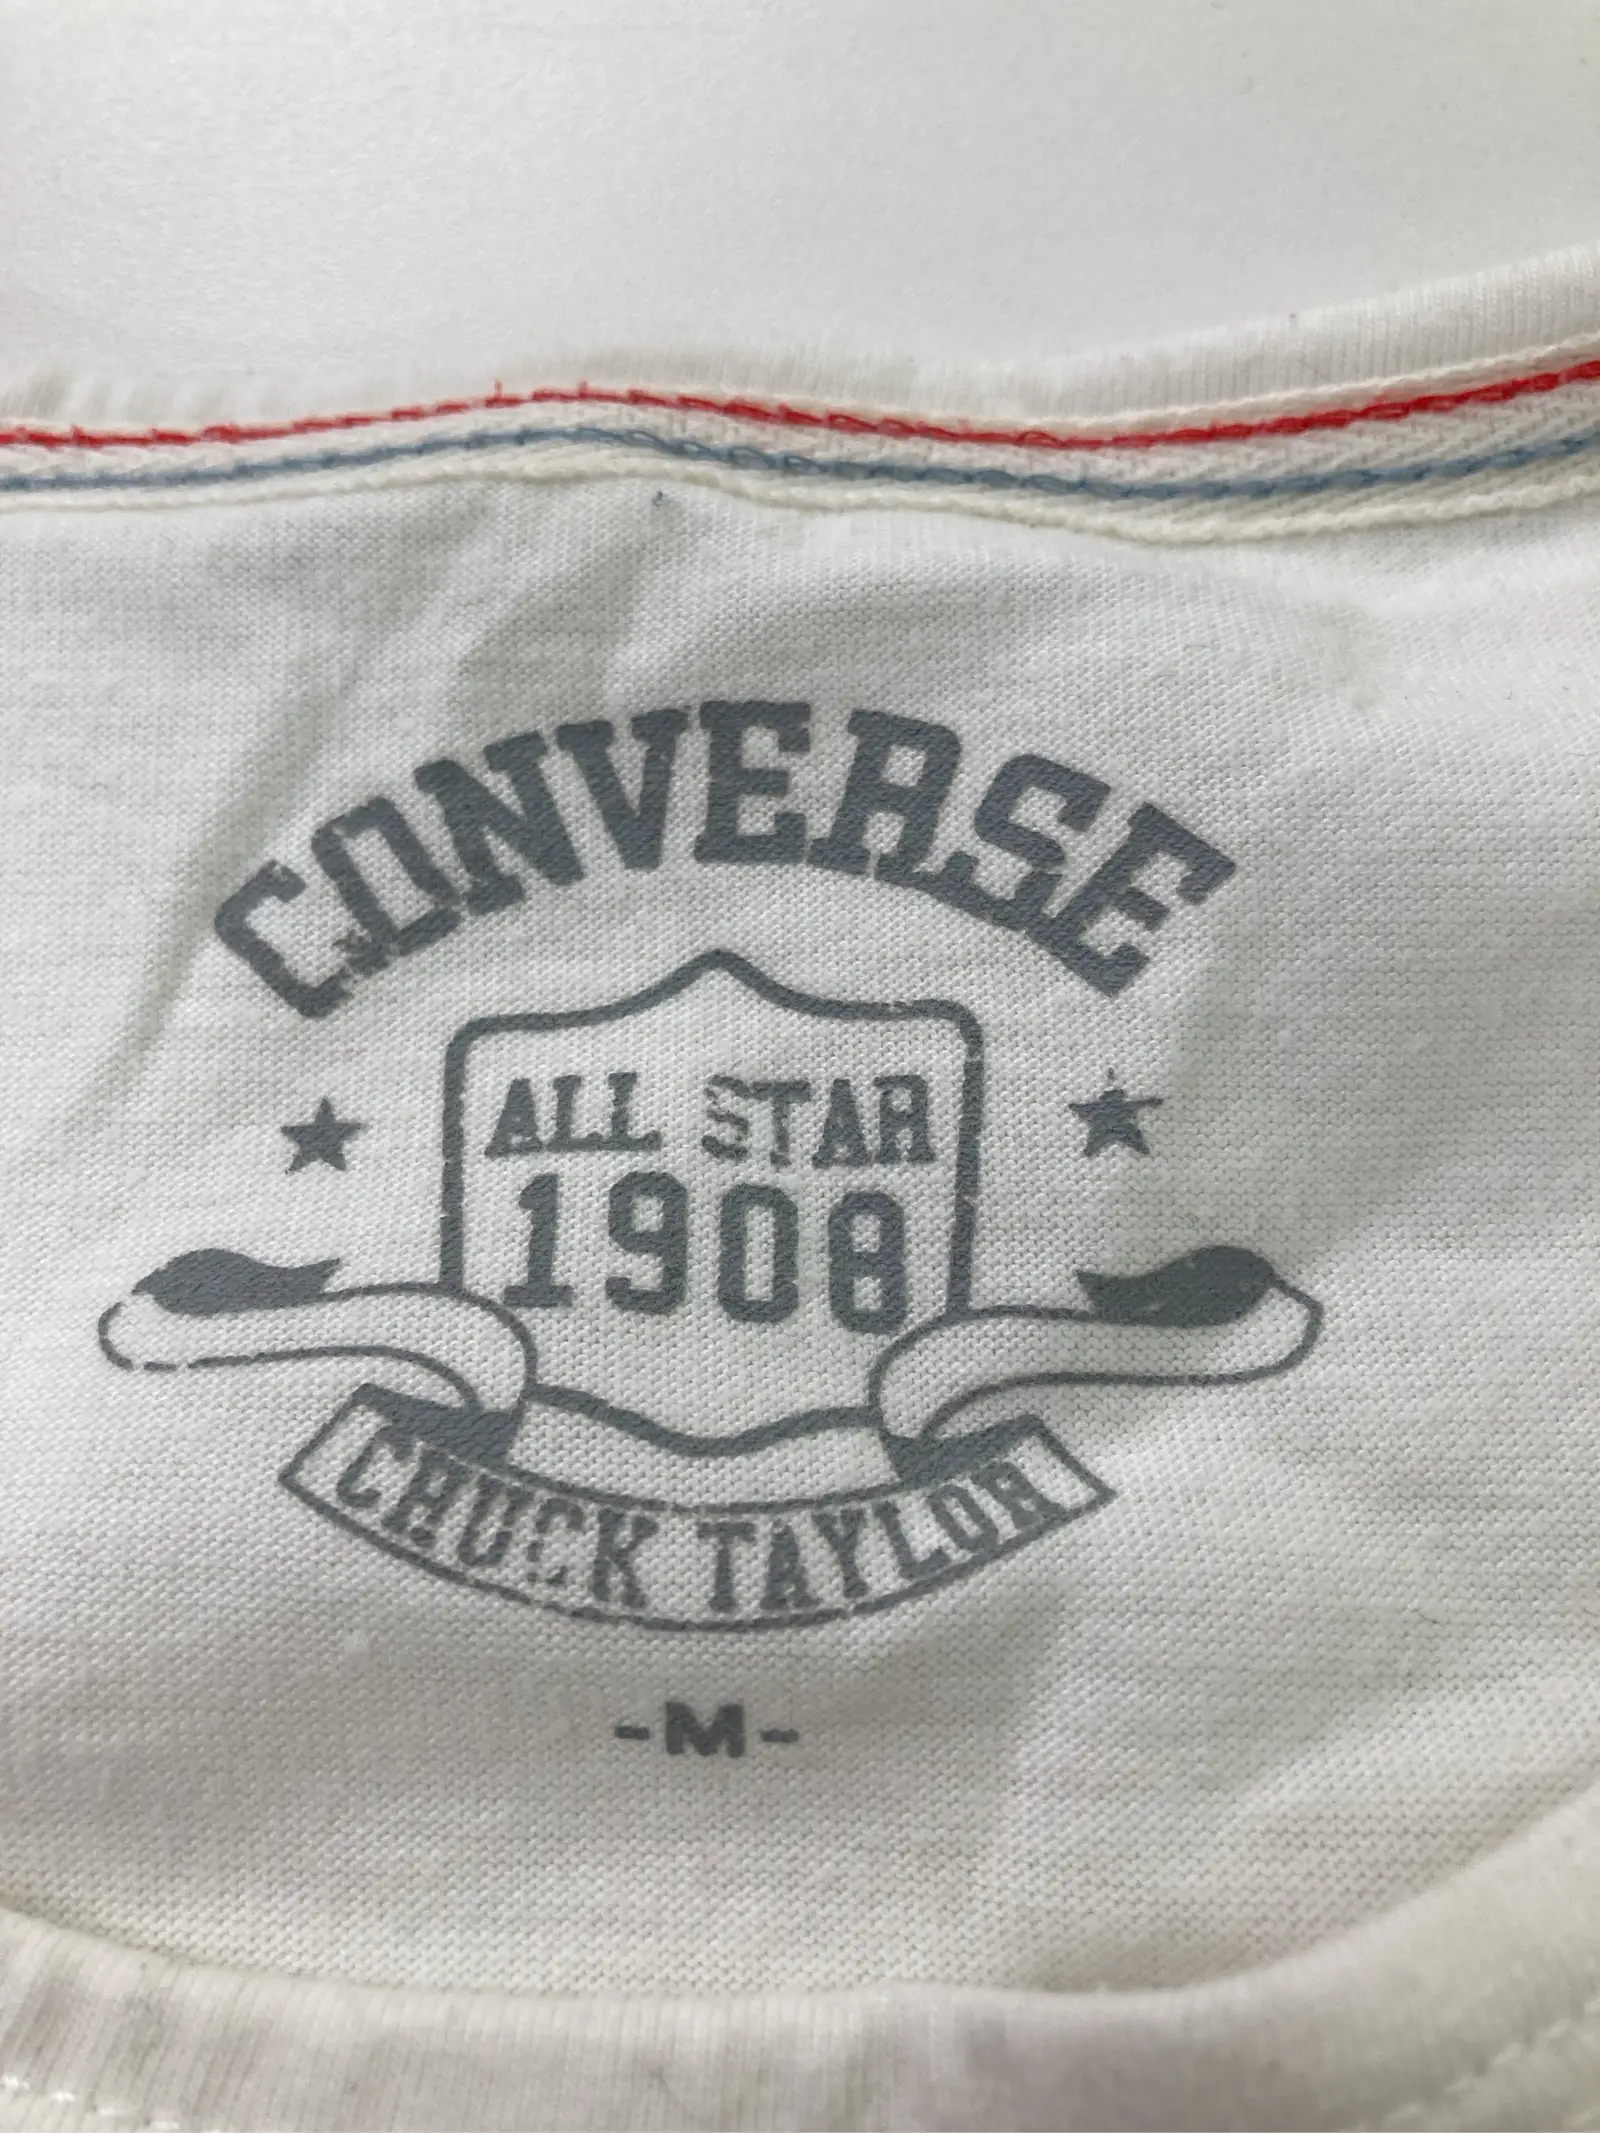 CONVERSE
ALL STAR
1908
CHUCK TAYLOR
-M-